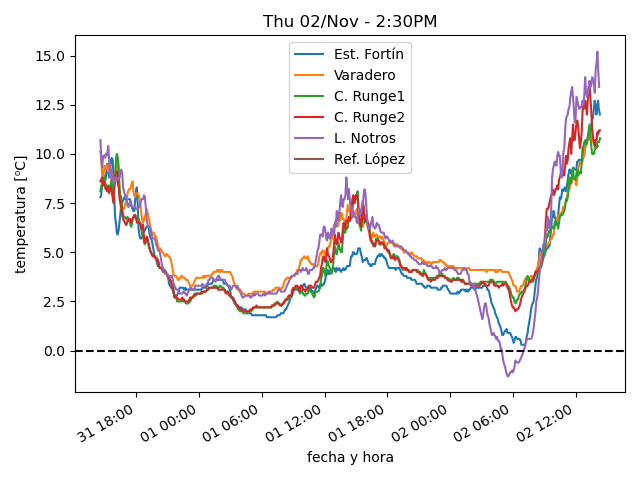 Thu 02/Nov - 2:30PM
Est. Fortín
Varadero
C. Runge1
C. Runge2
L. Notros
Ref. López
temperatura [ºC]
15.0
12.5
10.0
7.5
5.0
2.5
0.0
31 18:00
01 00:00
01 06:00
01 12:00
01 18:00
02 00:00
02 06:00
02 12:00
fecha y hora